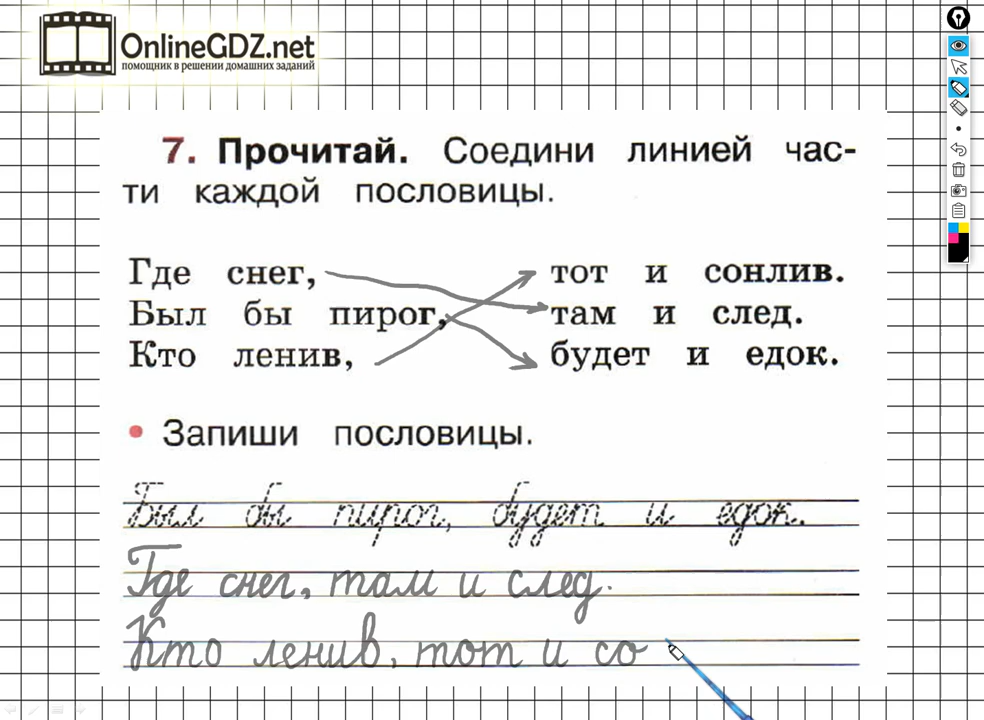 OnlineGDZ.net
помощник в решении домашних заданий
7. Прочитай. Соедини линией час-
ти каждой пословицы.
Где снег, тот и сонлив.
Был бы пирог, там и след.
Кто ленив, будет и едок.
• Запиши пословицы.
Был бы пирог, будет и едок.
Где снег, там и след.
Кто ленив, тот и со